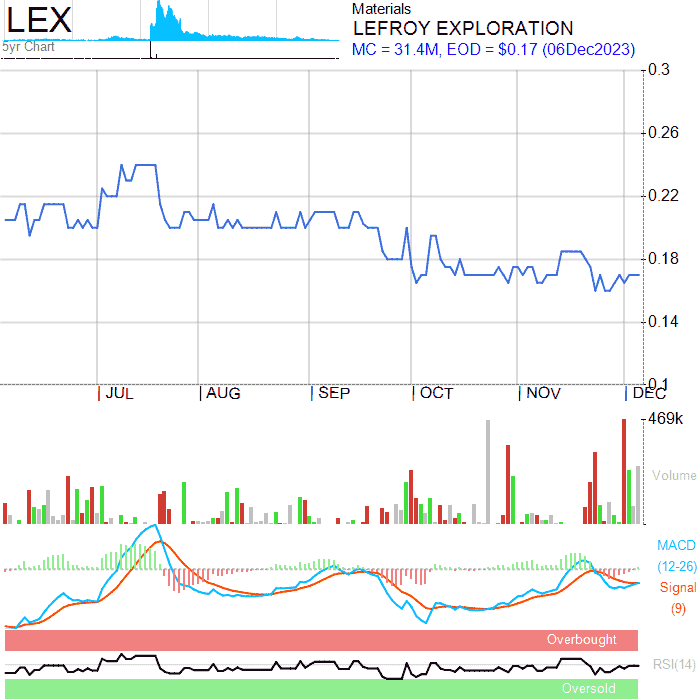 LEX
5yr Chart
Materials
LEFROY EXPLORATION
MC = 31.4M, EOD = $0.17 (06Dec2023)
0.3
0.26
0.22
0.18
0.14
0.1
JUL AUG SEP OCT NOV DEC
469k
Volume
MACD
(12-26)
Signal
(9)
Overbought
RSI(14)
Oversold